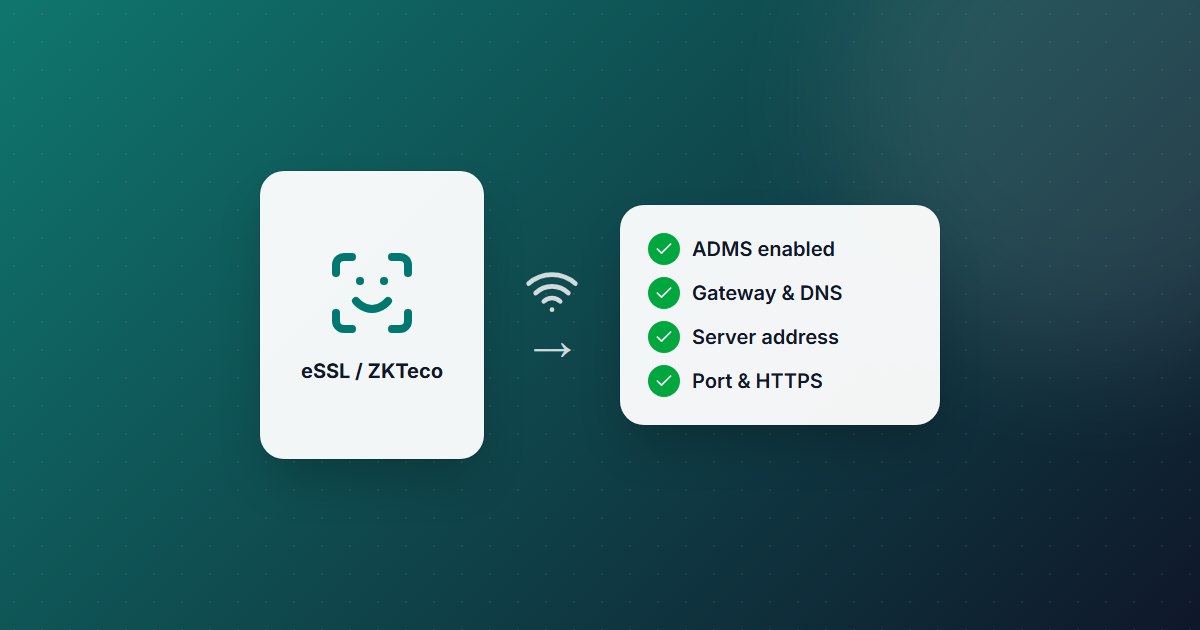 eSSL / ZKTeco
ADMS enabled
Gateway & DNS
Server address
Port & HTTPS